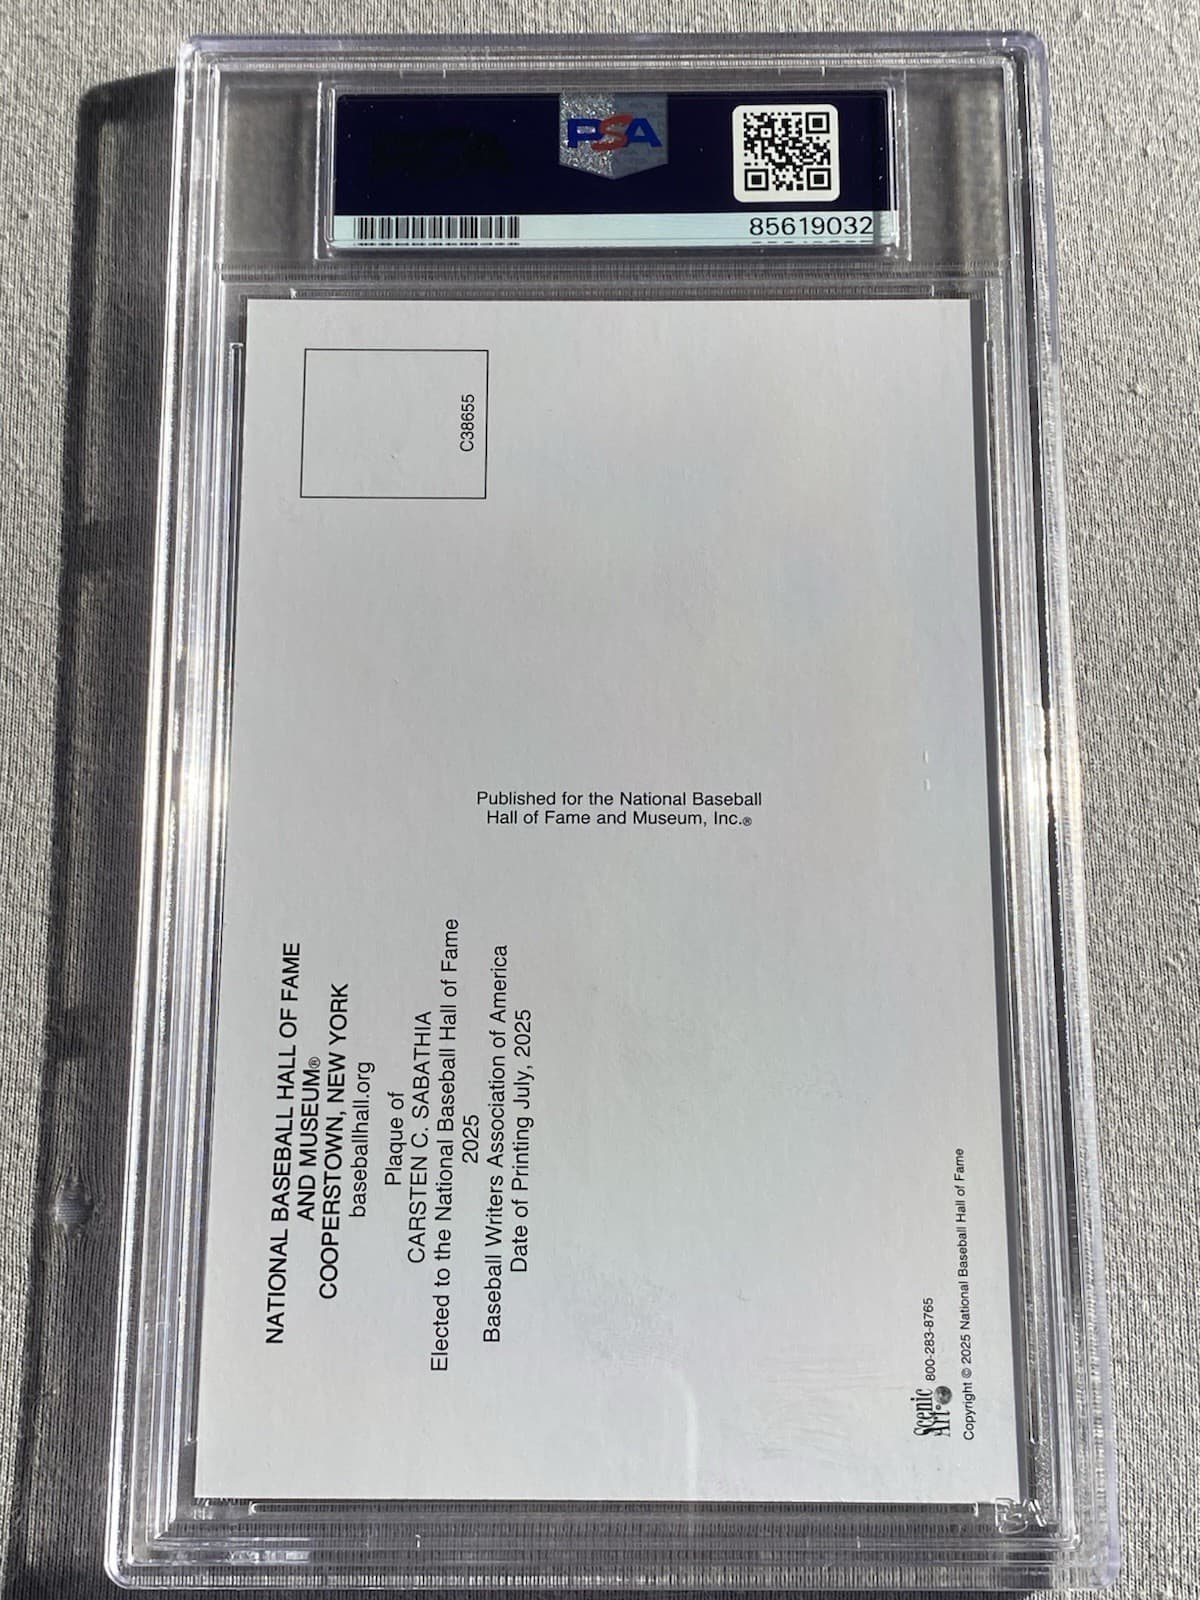 PSA
85619032
C38655
Published for the National Baseball
Hall of Fame and Museum, Inc.®
NATIONAL BASEBALL HALL OF FAME
AND MUSEUM®
COOPERSTOWN, NEW YORK
baseballhall.org
Plaque of
CARSTEN C. SABATHIA
Elected to the National Baseball Hall of Fame
2025
Baseball Writers Association of America
Date of Printing July, 2025
Scenic
Art® 800-283-8765
Copyright © 2025 National Baseball Hall of Fame
PSA